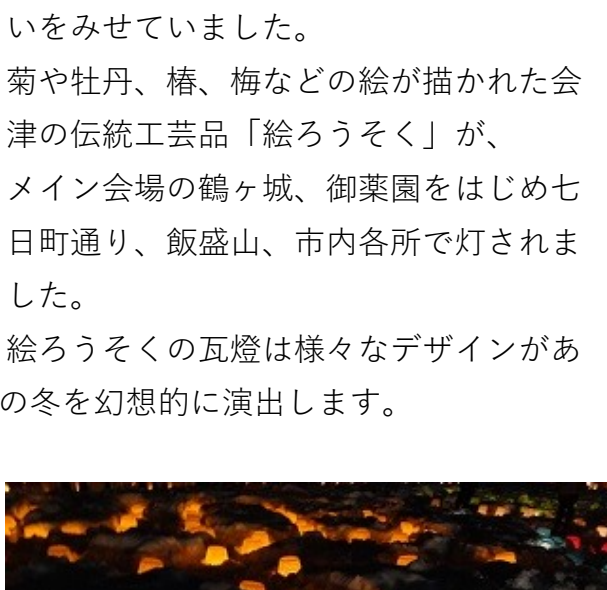 いをみせていました。
菊や牡丹、椿、梅などの絵が描かれた会
津の伝統工芸品「絵ろうそく」が、
メイン会場の鶴ヶ城、御薬園をはじめ七
日町通り、飯盛山、市内各所で灯されま
した。
絵ろうそくの瓦燈は様々なデザインがあ
の冬を幻想的に演出します。